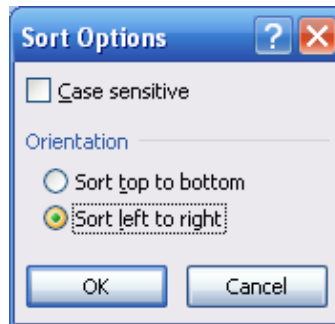 Sort Options
Case sensitive
Orientation
Sort top to bottom
Sort left to right
OK Cancel